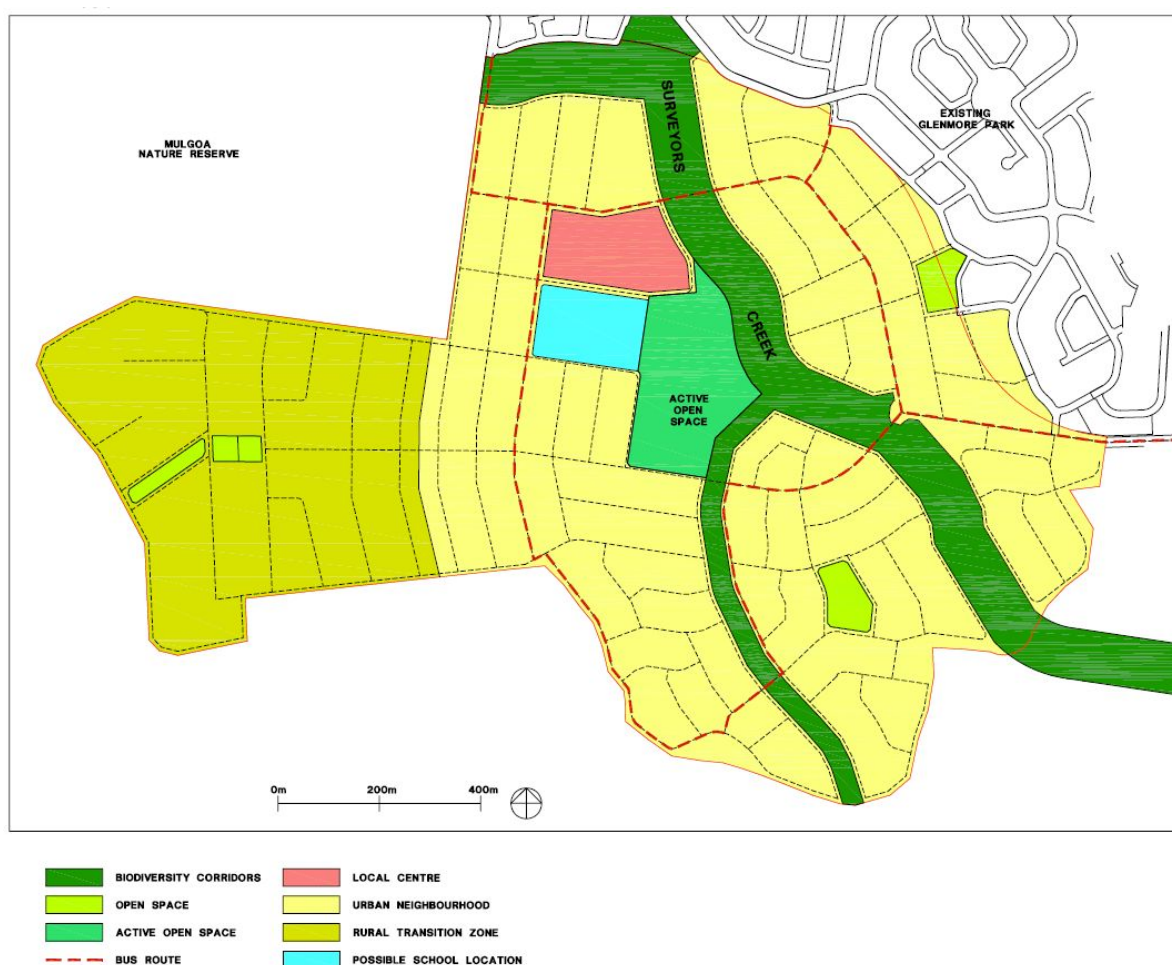 SURVEYORS
CREEK
EXISTING
GLENMORE PARK
MULGOA
NATURE RESERVE
ACTIVE
OPEN
SPACE
0m 200m 400m
BIODIVERSITY CORRIDORS
OPEN SPACE
ACTIVE OPEN SPACE
BUS ROUTE
LOCAL CENTRE
URBAN NEIGHBOURHOOD
RURAL TRANSITION ZONE
POSSIBLE SCHOOL LOCATION